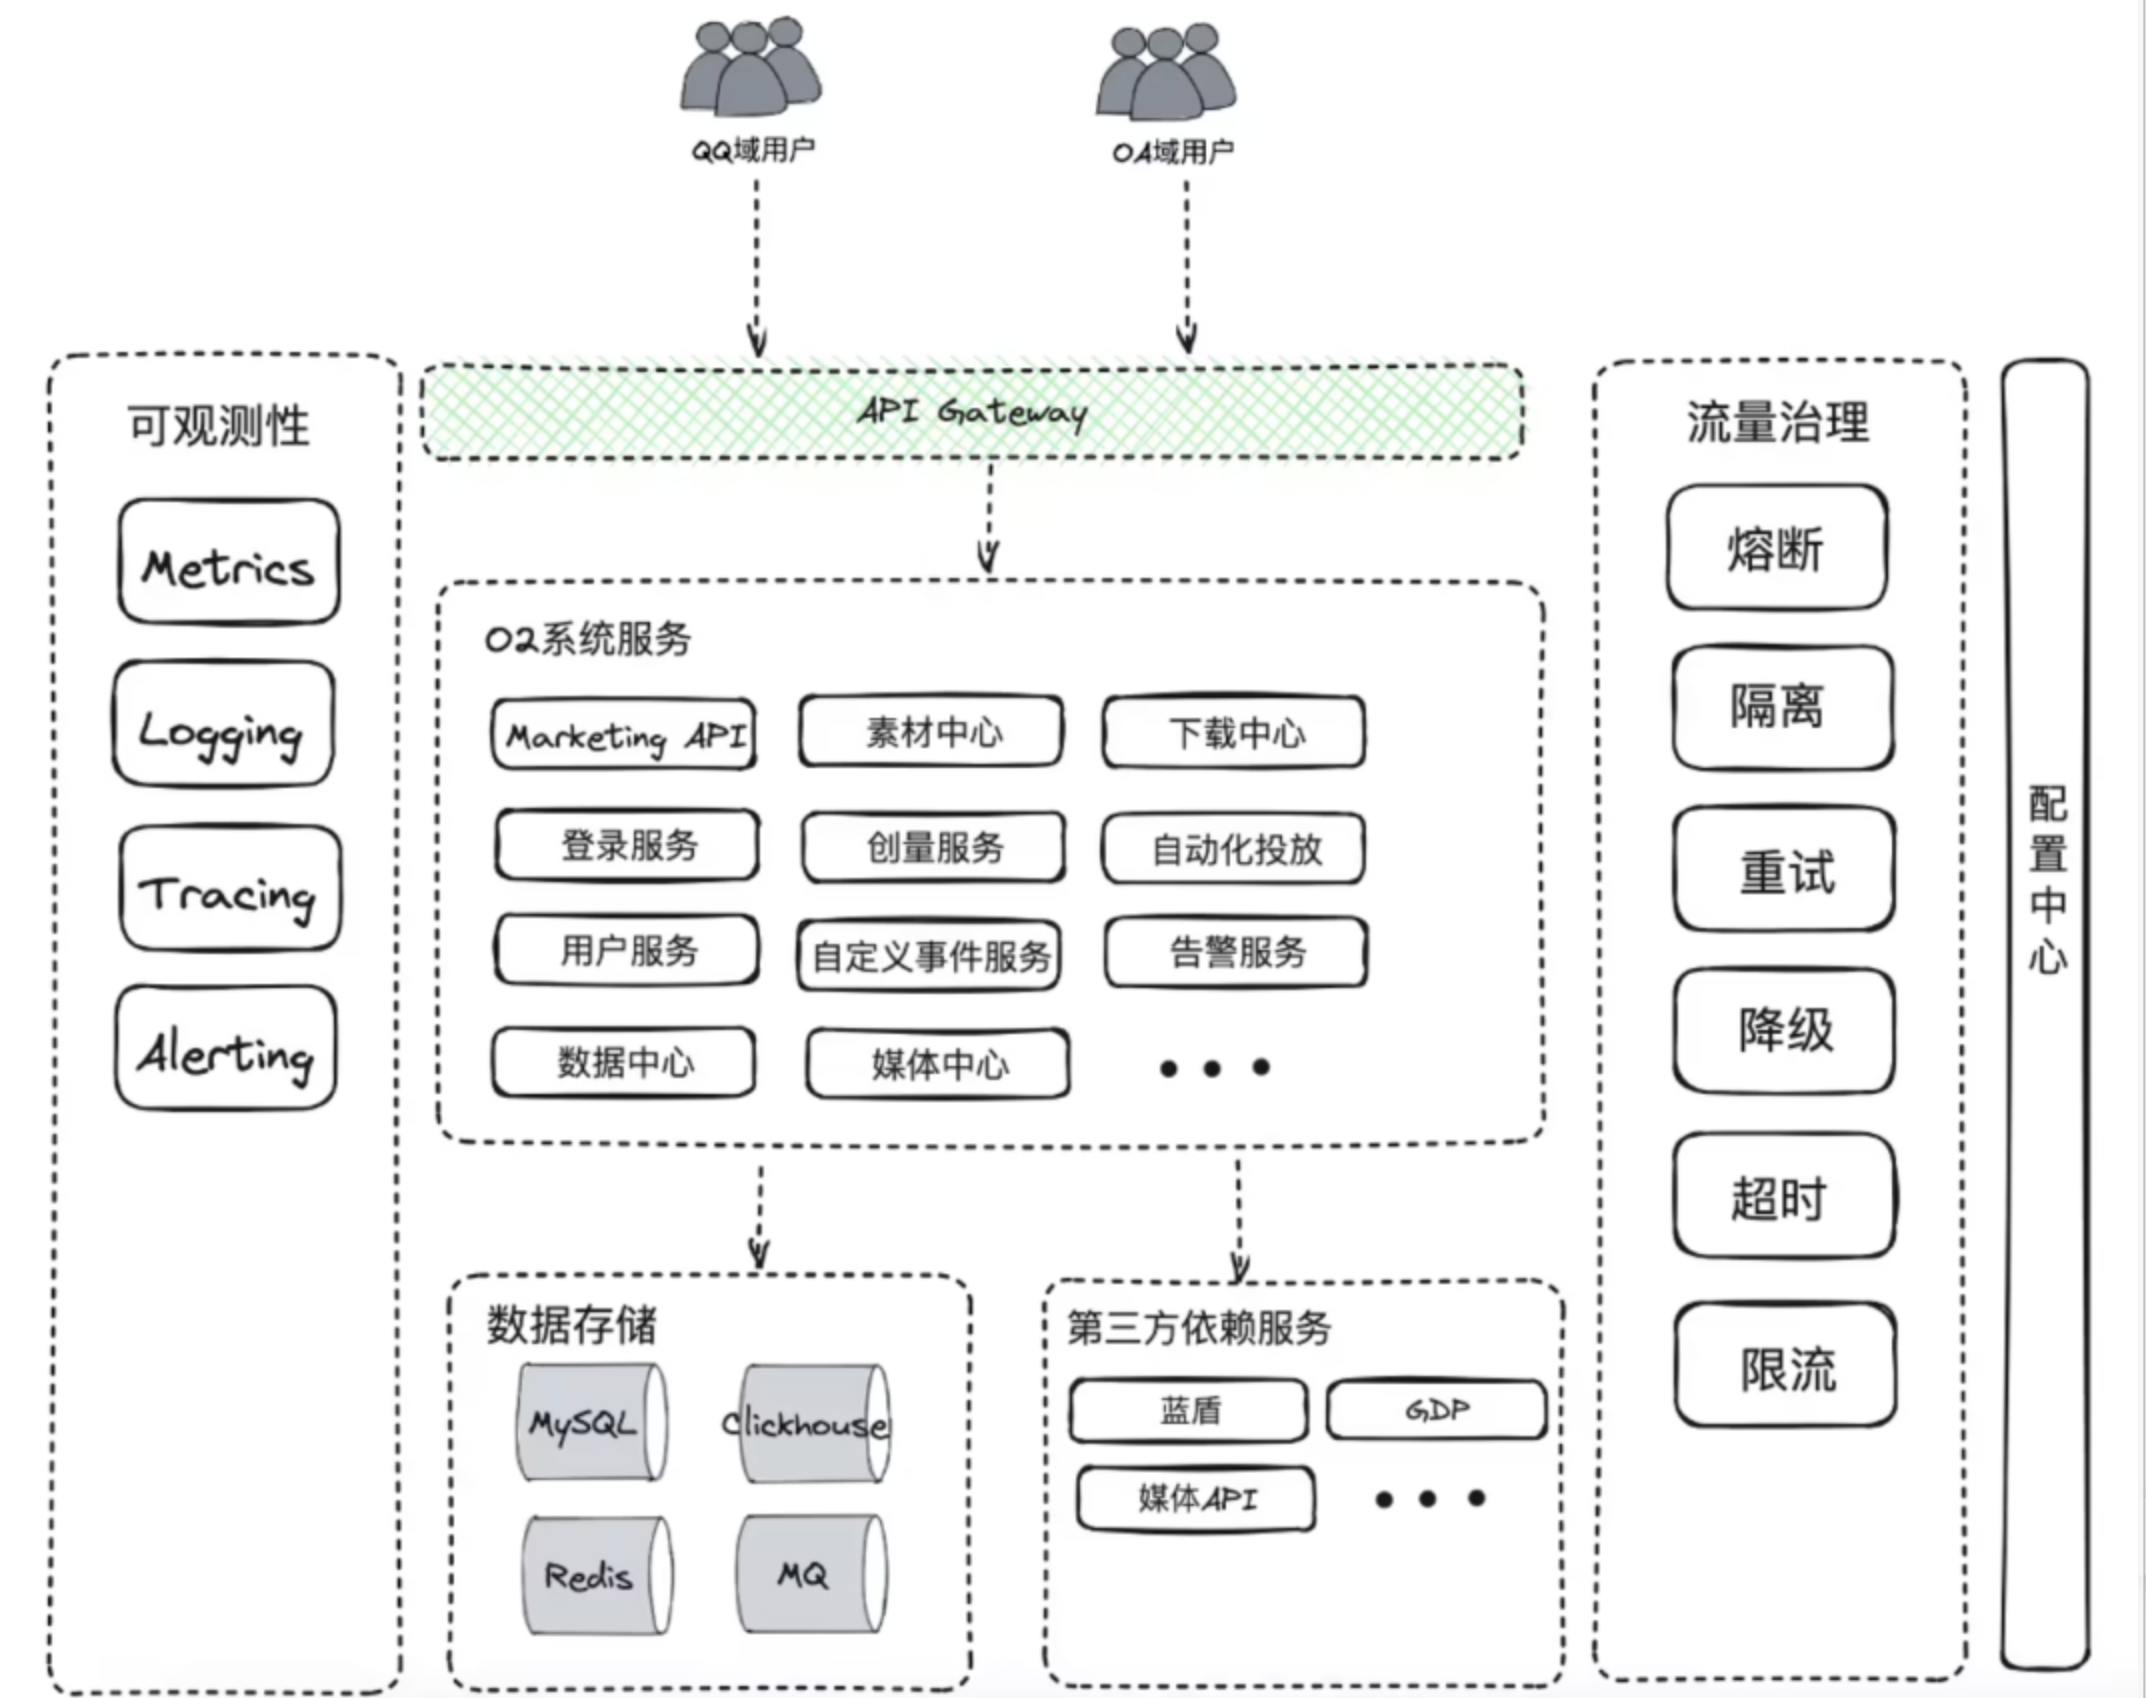 QQ域用户
OA域用户
可观测性
Metrics
Logging
Tracing
Alerting
API Gateway
O2系统服务
Marketing API
素材中心
下载中心
登录服务
创量服务
自动化投放
用户服务
自定义事件服务
告警服务
数据中心
媒体中心
数据存储
MySQL
Clickhouse
Redis
MQ
第三方依赖服务
蓝盾
GDP
媒体API
流量治理
熔断
隔离
重试
降级
超时
限流
配置中心